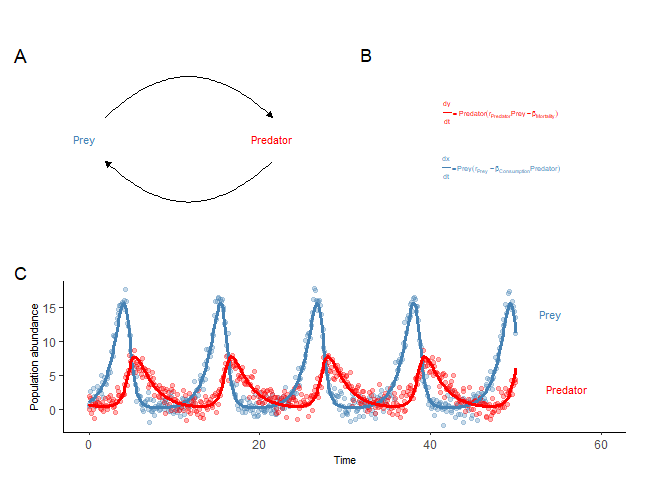 A
B
Prey
Predator
dy
dt = Predator(r_Predator Prey − β_Mortality)
dx
dt = Prey(r_Prey − β_Consumption Predator)
C
Population abundance
15
10
5
0
0
20
40
60
Time
Prey
Predator